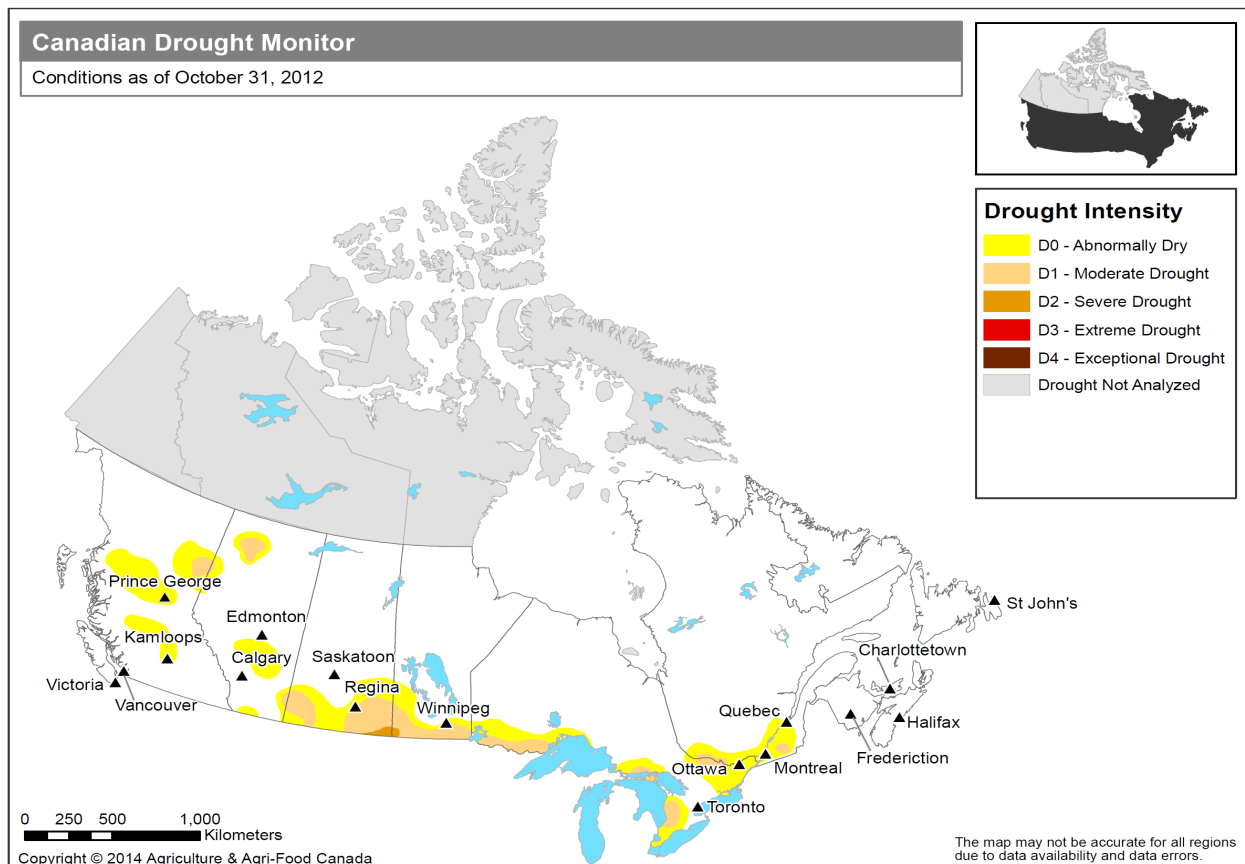 Canadian Drought Monitor
Conditions as of October 31, 2012
Drought Intensity
D0 - Abnormally Dry
D1 - Moderate Drought
D2 - Severe Drought
D3 - Extreme Drought
D4 - Exceptional Drought
Drought Not Analyzed
Prince George
Edmonton
Kamloops
Calgary
Saskatoon
Regina
Victoria
Vancouver
Winnipeg
St John's
Charlottetown
Quebec
Halifax
Frederiction
Ottawa
Montreal
Toronto
0 250 500 1,000
Kilometers
Copyright © 2014 Agriculture & Agri-Food Canada
The map may not be accurate for all regions
due to data availability and data errors.